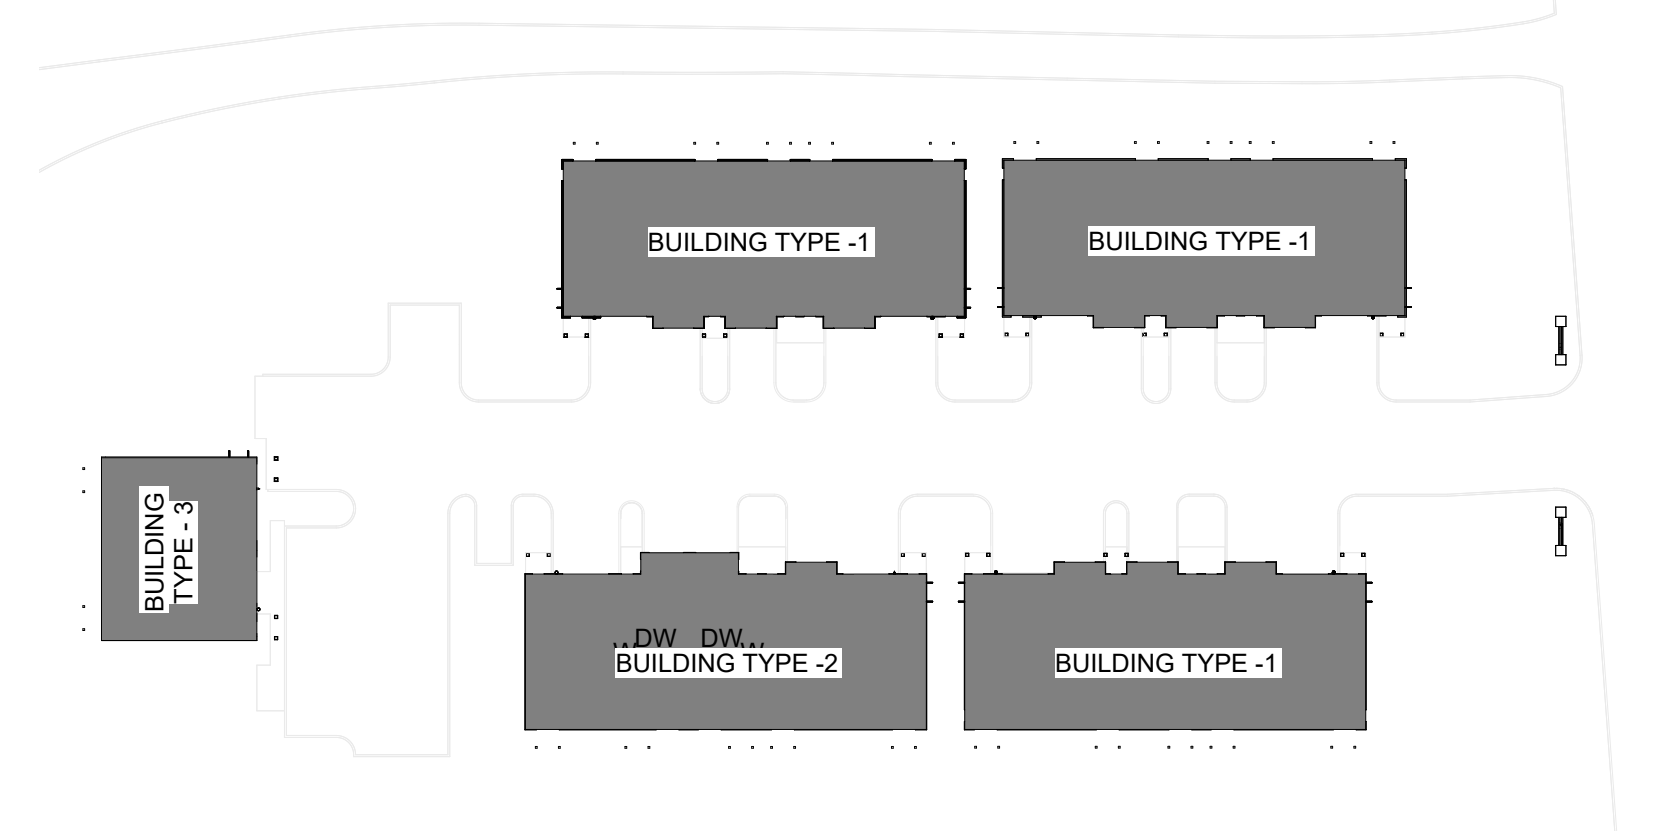 BUILDING TYPE -1
BUILDING TYPE -1
BUILDING
TYPE - 3
DW DW
W W
BUILDING TYPE -2
BUILDING TYPE -1